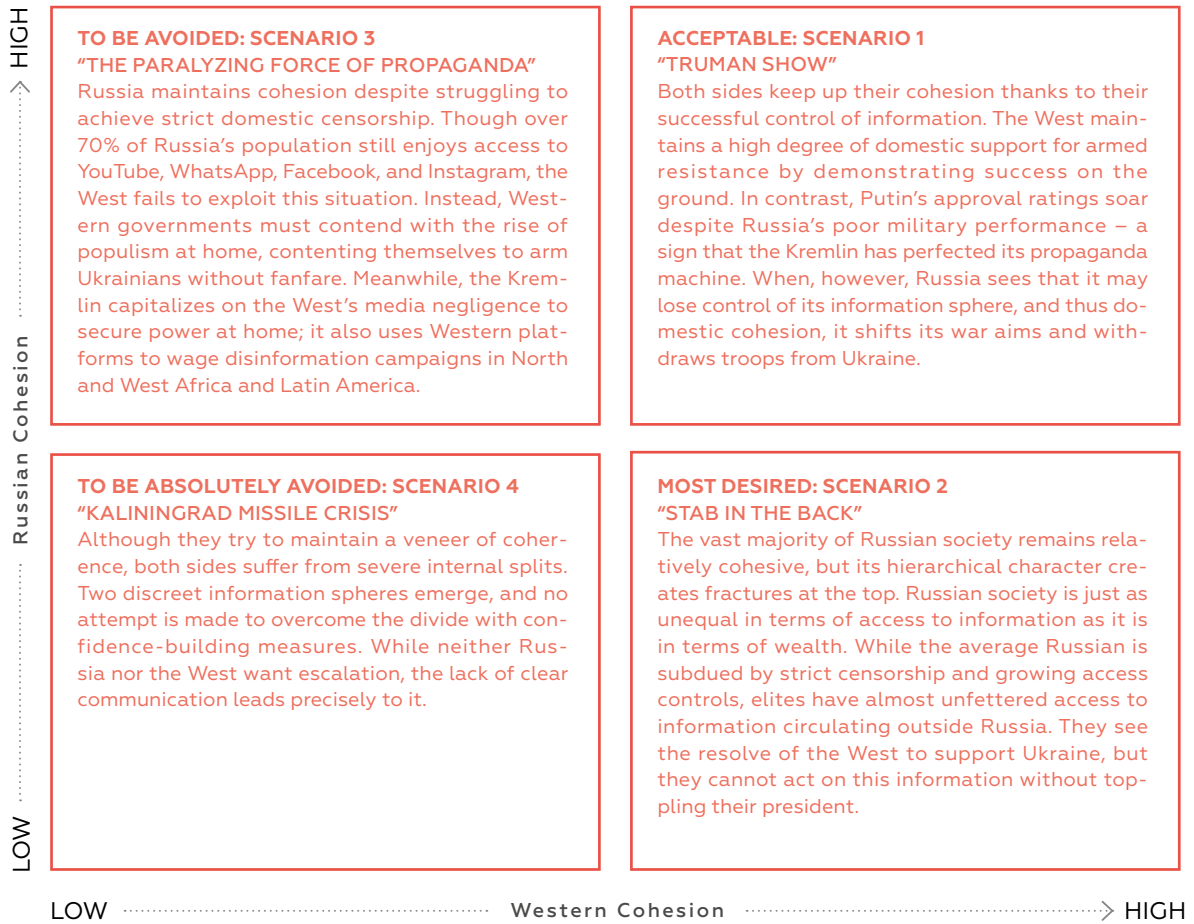 HIGH
TO BE AVOIDED: SCENARIO 3
“THE PARALYZING FORCE OF PROPAGANDA”
Russia maintains cohesion despite struggling to
achieve strict domestic censorship. Though over
70% of Russia’s population still enjoys access to
YouTube, WhatsApp, Facebook, and Instagram, the
West fails to exploit this situation. Instead, West-
ern governments must contend with the rise of
populism at home, contenting themselves to arm
Ukrainians without fanfare. Meanwhile, the Krem-
lin capitalizes on the West’s media negligence to
secure power at home; it also uses Western plat-
forms to wage disinformation campaigns in North
and West Africa and Latin America.
ACCEPTABLE: SCENARIO 1
“TRUMAN SHOW”
Both sides keep up their cohesion thanks to their
successful control of information. The West main-
tains a high degree of domestic support for armed
resistance by demonstrating success on the
ground. In contrast, Putin’s approval ratings soar
despite Russia’s poor military performance – a
sign that the Kremlin has perfected its propaganda
machine. When, however, Russia sees that it may
lose control of its information sphere, and thus do-
mestic cohesion, it shifts its war aims and with-
draws troops from Ukraine.
Russian Cohesion
TO BE ABSOLUTELY AVOIDED: SCENARIO 4
“KALININGRAD MISSILE CRISIS”
Although they try to maintain a veneer of coher-
ence, both sides suffer from severe internal splits.
Two discreet information spheres emerge, and no
attempt is made to overcome the divide with con-
fidence-building measures. While neither Rus-
sia nor the West want escalation, the lack of clear
communication leads precisely to it.
MOST DESIRED: SCENARIO 2
“STAB IN THE BACK”
The vast majority of Russian society remains rela-
tively cohesive, but its hierarchical character cre-
ates fractures at the top. Russian society is just as
unequal in terms of access to information as it is
in terms of wealth. While the average Russian is
subdued by strict censorship and growing access
controls, elites have almost unfettered access to
information circulating outside Russia. They see
the resolve of the West to support Ukraine, but
they cannot act on this information without top-
pling their president.
LOW
LOW
Western Cohesion
HIGH